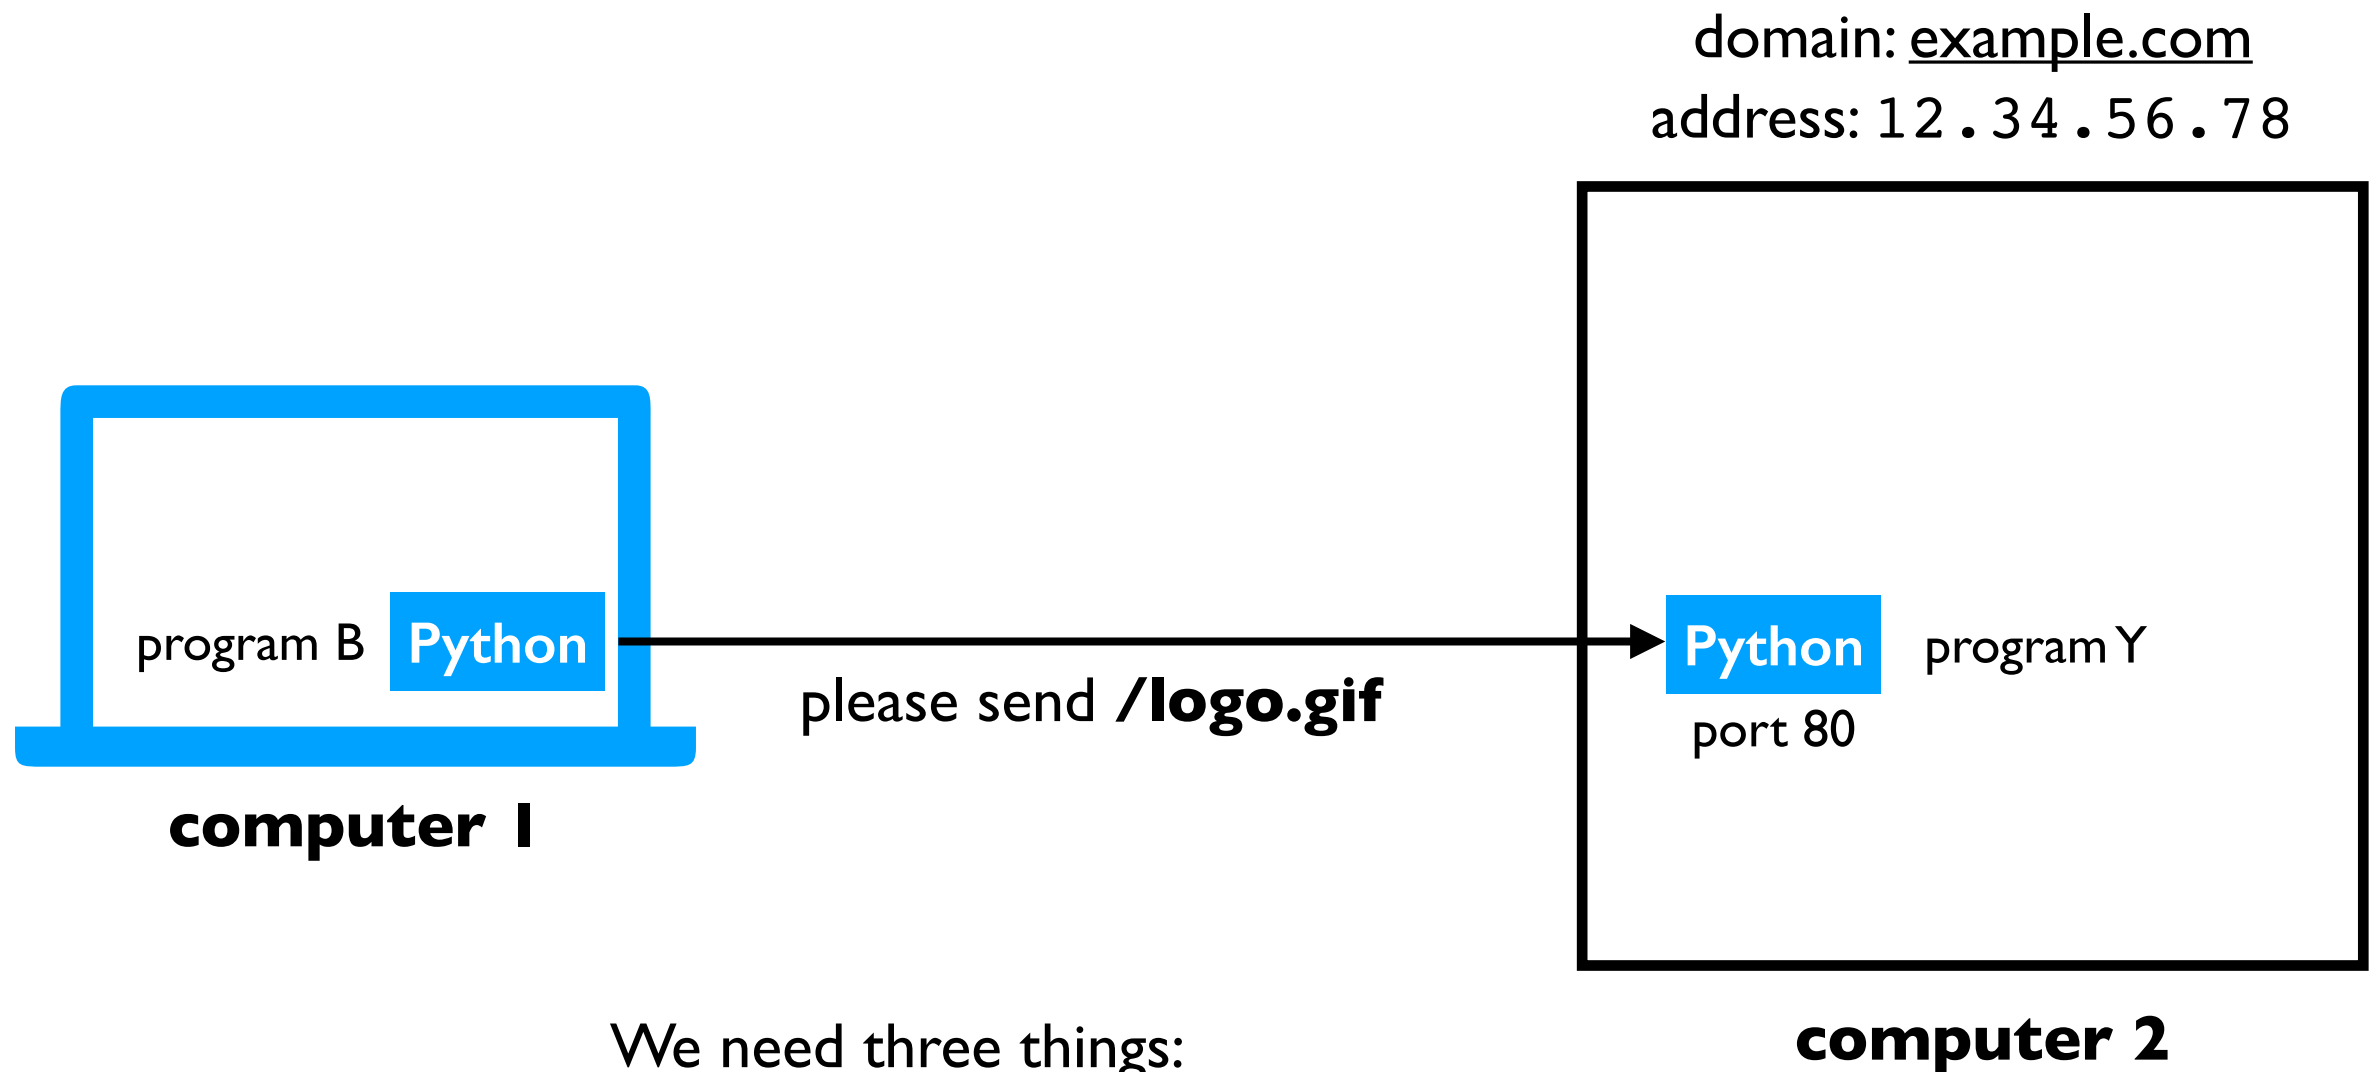 domain: example.com
address: 12.34.56.78
program B Python
please send /logo.gif
Python program Y
port 80
computer 1
We need three things:
computer 2